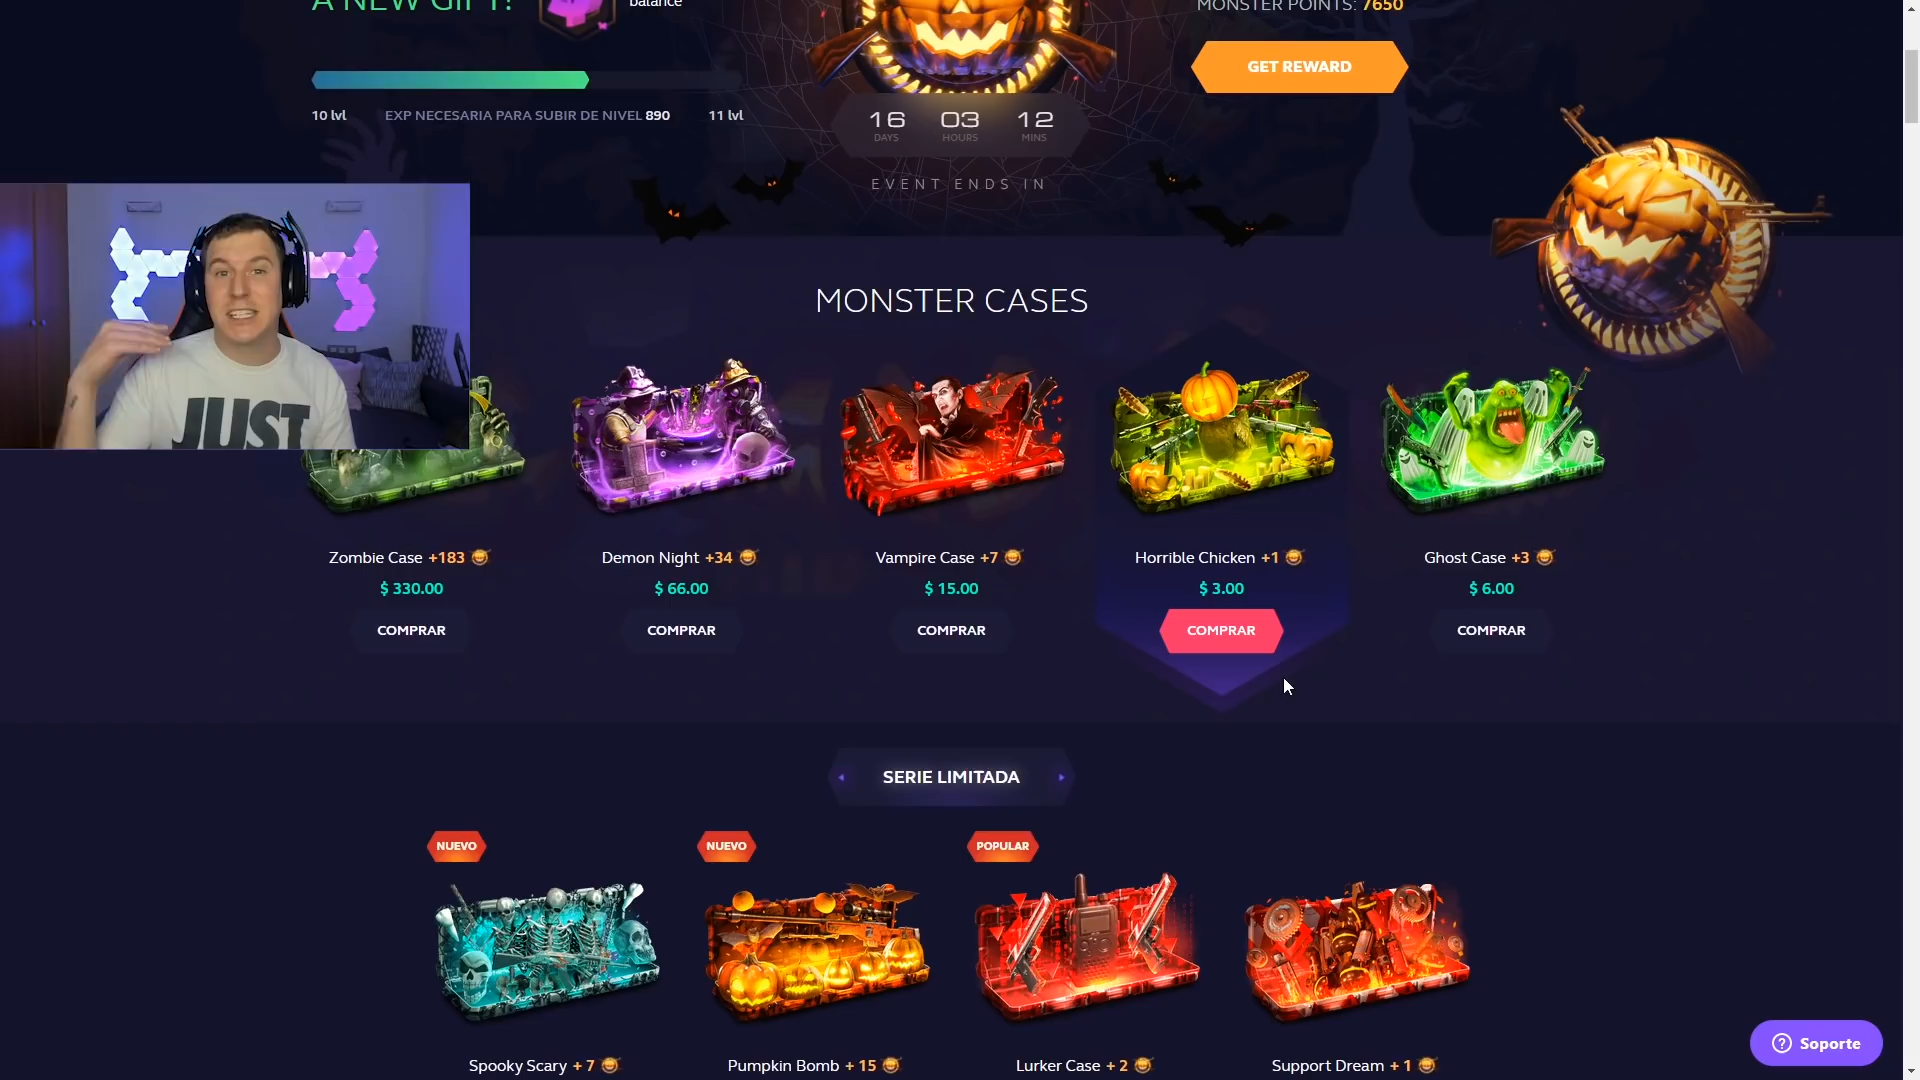 A NEW GIFT!
balance
MONSTER POINTS: 7650
GET REWARD
10 lvl
EXP NECESARIA PARA SUBIR DE NIVEL 890
11 lvl
16 03 12
DAYS HOURS MINS
EVENT ENDS IN
JUST
MONSTER CASES
Zombie Case +183
$ 330.00
COMPRAR
Demon Night +34
$ 66.00
COMPRAR
Vampire Case +7
$ 15.00
COMPRAR
Horrible Chicken +1
$ 3.00
COMPRAR
Ghost Case +3
$ 6.00
COMPRAR
SERIE LIMITADA
NUEVO
NUEVO
POPULAR
Spooky Scary + 7
Pumpkin Bomb + 15
Lurker Case + 2
Support Dream + 1
Soporte